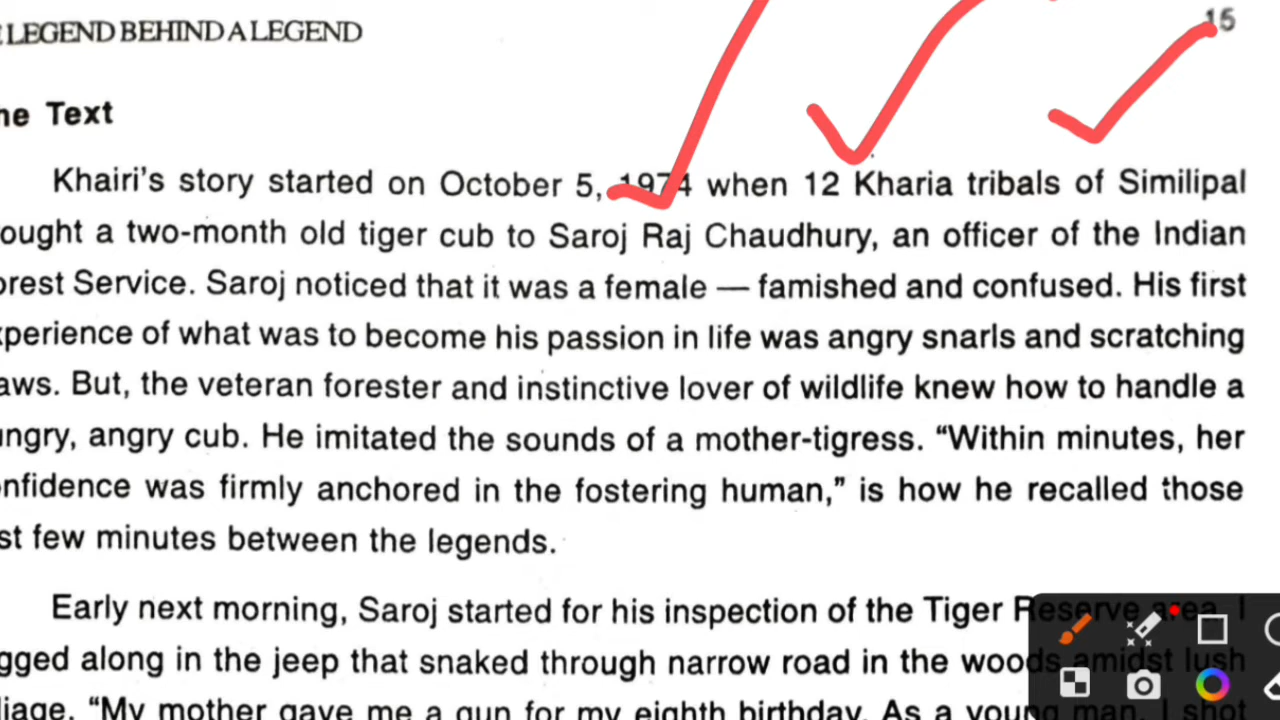 LEGEND BEHIND A LEGEND 15
Text
Khairi's story started on October 5, 1974 when 12 Kharia tribals of Similipal
ought a two-month old tiger cub to Saroj Raj Chaudhury, an officer of the Indian
orest Service. Saroj noticed that it was a female — famished and confused. His first
perience of what was to become his passion in life was angry snarls and scratching
aws. But, the veteran forester and instinctive lover of wildlife knew how to handle a
ngry, angry cub. He imitated the sounds of a mother-tigress. “Within minutes, her
nfidence was firmly anchored in the fostering human,” is how he recalled those
st few minutes between the legends.
Early next morning, Saroj started for his inspection of the Tiger Reserve area. I
gged along in the jeep that snaked through narrow road in the woods amidst lush
liage. “My mother gave me a gun for my eighth birthday. As a young man, I shot